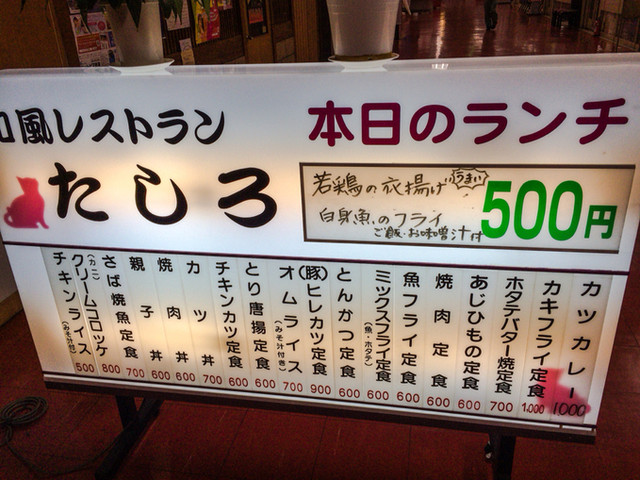 和風レストラン
たしろ
本日のランチ
若鶏の衣揚げ
うまい
白身魚のフライ
ご飯・お味噌汁付
500円
カツカレー 1000
カキフライ定食 1,000
ホタテバター焼定食 700
あじひもの定食 600
焼肉定食 600
魚フライ定食 600
ミックスフライ定食(魚・ホタテ) 600
とんかつ定食 600
(豚)ヒレカツ定食 900
オムライス(みそ汁付き) 700
とり唐揚定食 600
チキンカツ定食 600
カツ丼 600
焼肉丼 600
親子丼 600
さば焼魚定食 700
(カニ)クリームコロッケ 800
チキンライス(みそ汁付) 500